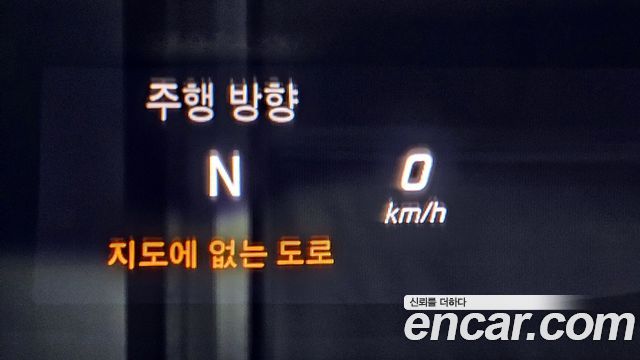 주행 방향
N
0
km/h
지도에 없는 도로
신뢰를 더하다
encar.com